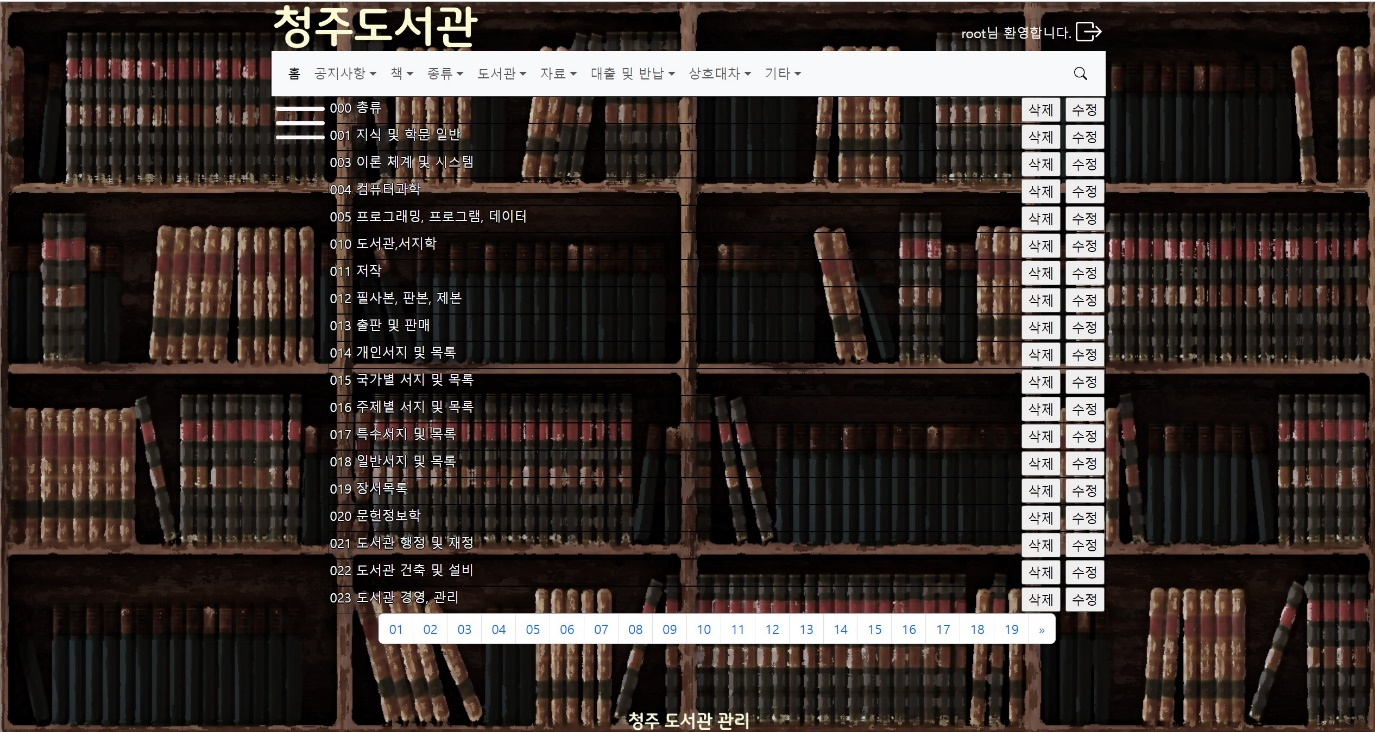 청주도서관
root님 환영합니다.
홈 공지사항 책 종류 도서관 자료 대출 및 반납 상호대차 기타
000 총류 삭제 수정
001 지식 및 학문 일반 삭제 수정
003 이론 체계 및 시스템 삭제 수정
004 컴퓨터과학 삭제 수정
005 프로그래밍, 프로그램, 데이터 삭제 수정
010 도서관,서지학 삭제 수정
011 저작 삭제 수정
012 필사본, 판본, 제본 삭제 수정
013 출판 및 판매 삭제 수정
014 개인서지 및 목록 삭제 수정
015 국가별 서지 및 목록 삭제 수정
016 주제별 서지 및 목록 삭제 수정
017 특수서지 및 목록 삭제 수정
018 일반서지 및 목록 삭제 수정
019 장서목록 삭제 수정
020 문헌정보학 삭제 수정
021 도서관 행정 및 재정 삭제 수정
022 도서관 건축 및 설비 삭제 수정
023 도서관 경영, 관리 삭제 수정
01 02 03 04 05 06 07 08 09 10 11 12 13 14 15 16 17 18 19 »
청주 도서관 관리